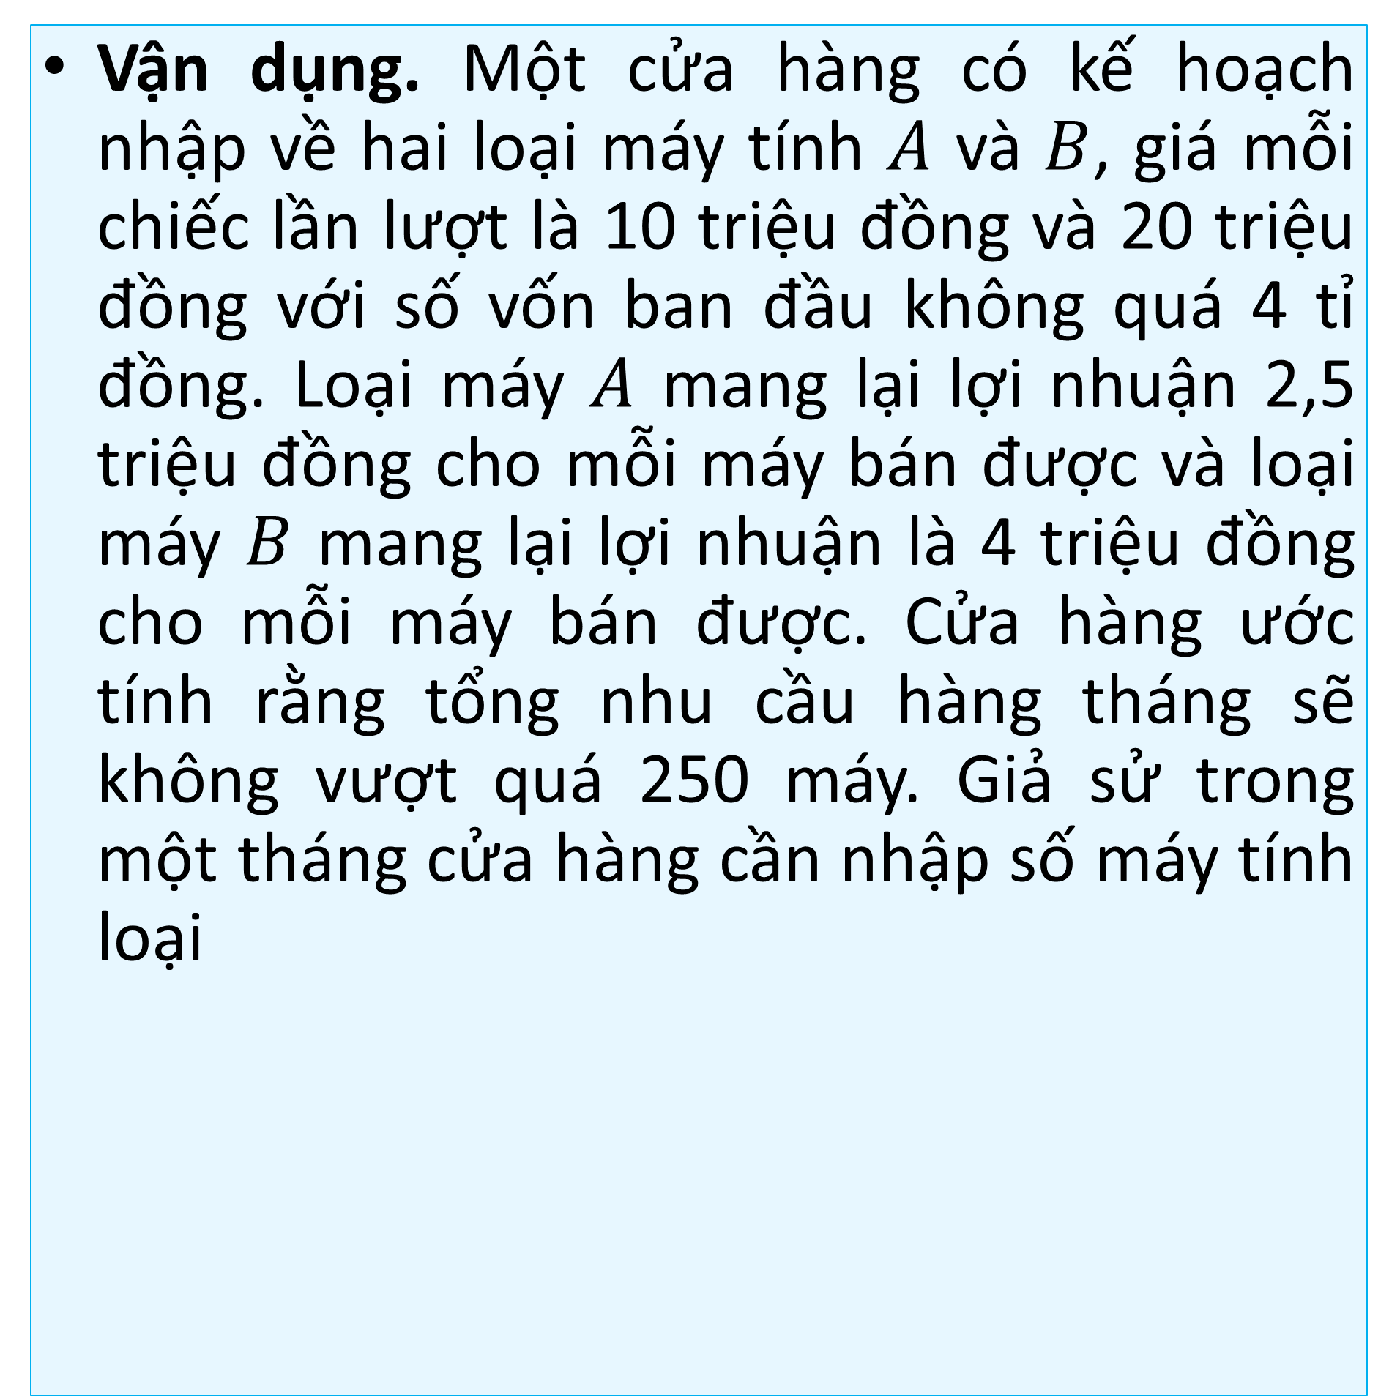 • Vận dụng. Một cửa hàng có kế hoạch
nhập về hai loại máy tính A và B, giá mỗi
chiếc lần lượt là 10 triệu đồng và 20 triệu
đồng với số vốn ban đầu không quá 4 tỉ
đồng. Loại máy A mang lại lợi nhuận 2,5
triệu đồng cho mỗi máy bán được và loại
máy B mang lại lợi nhuận là 4 triệu đồng
cho mỗi máy bán được. Cửa hàng ước
tính rằng tổng nhu cầu hàng tháng sẽ
không vượt quá 250 máy. Giả sử trong
một tháng cửa hàng cần nhập số máy tính
loại